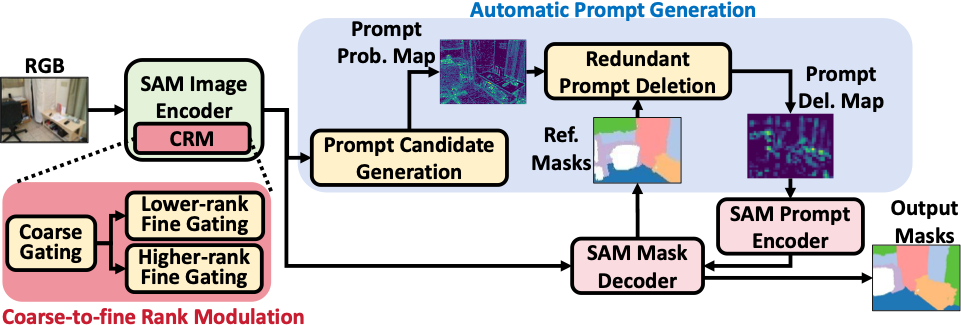 Automatic Prompt Generation
RGB
SAM Image
Encoder
CRM
Prompt
Prob. Map
Redundant
Prompt Deletion
Prompt
Del. Map
Prompt Candidate
Generation
Ref.
Masks
Coarse
Gating
Lower-rank
Fine Gating
Higher-rank
Fine Gating
Coarse-to-fine Rank Modulation
SAM Prompt
Encoder
SAM Mask
Decoder
Output
Masks